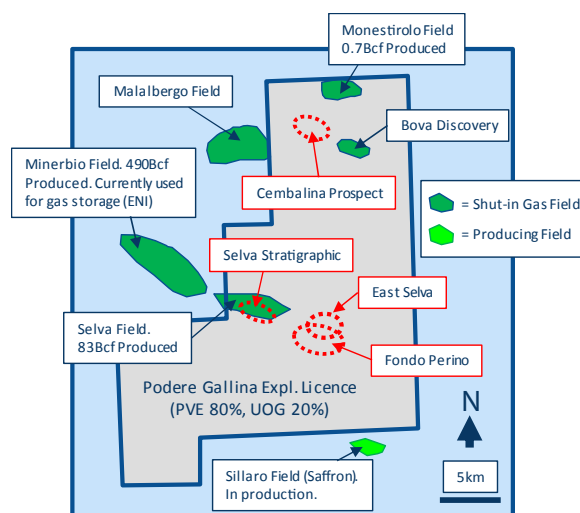 Monestirolo Field
0.7Bcf Produced
Malalbergo Field
Bova Discovery
Minerbio Field. 490Bcf
Produced. Currently used
for gas storage (ENI)
Cembalina Prospect
= Shut-in Gas Field
= Producing Field
Selva Stratigraphic
East Selva
Selva Field.
83Bcf Produced
Fondo Perino
Podere Gallina Expl. Licence
(PVE 80%, UOG 20%)
N
Sillaro Field (Saffron).
In production.
5km